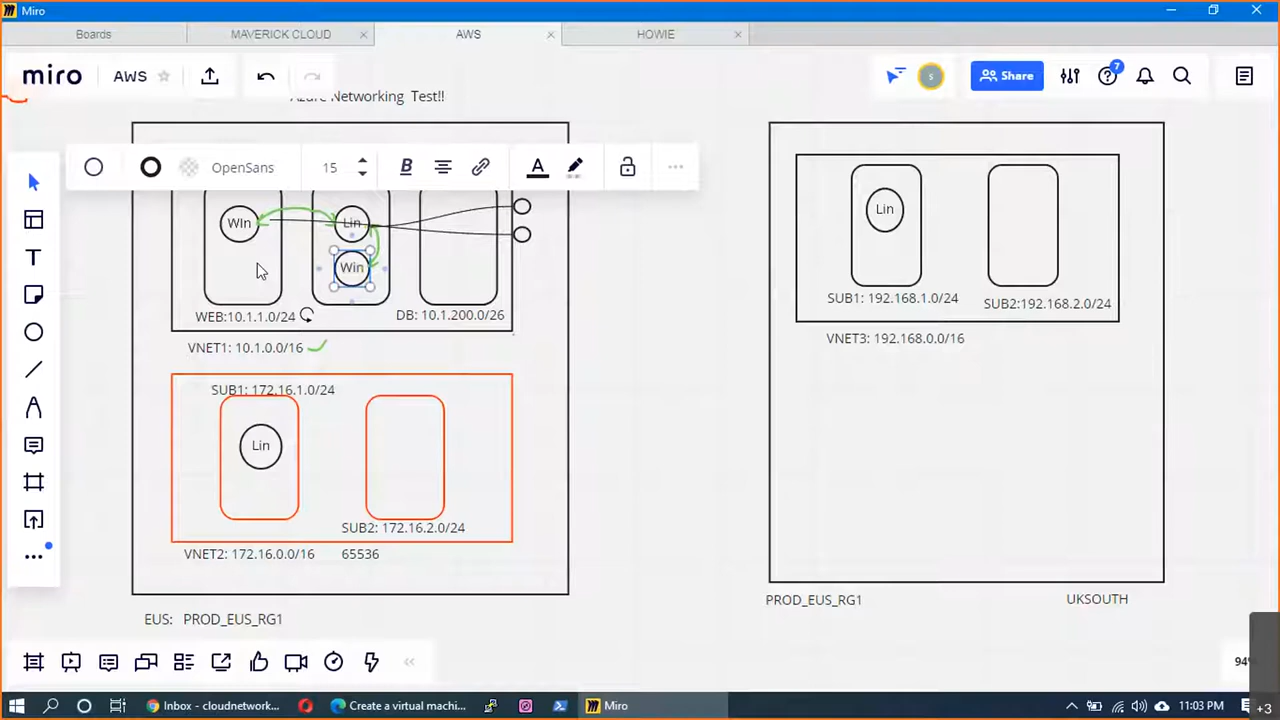 Miro
Boards
MAVERICK CLOUD
AWS
HOWIE
miro
AWS
7
s
Share
Azure Networking Test!!
OpenSans
15
B
A
WIn
Lin
Win
WEB:10.1.1.0/24
DB: 10.1.200.0/26
VNET1: 10.1.0.0/16
SUB1: 172.16.1.0/24
Lin
SUB2: 172.16.2.0/24
VNET2: 172.16.0.0/16
65536
EUS: PROD_EUS_RG1
Lin
SUB1: 192.168.1.0/24
SUB2:192.168.2.0/24
VNET3: 192.168.0.0/16
PROD_EUS_RG1
UKSOUTH
94%
Inbox - cloudnetwork...
Create a virtual machi...
Miro
11:03 PM
+3